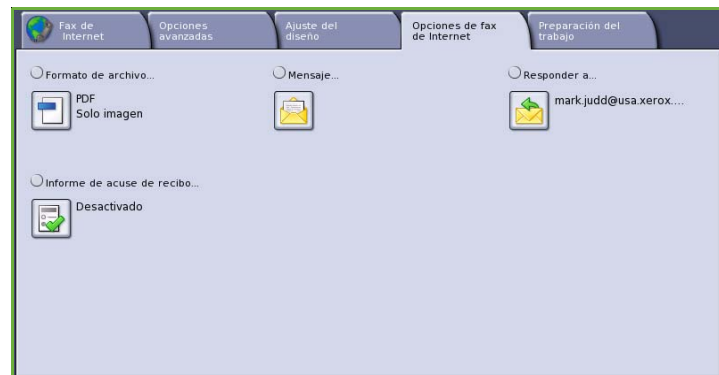 Fax de
Internet
Opciones
avanzadas
Ajuste del
diseño
Opciones de fax
de Internet
Preparación del
trabajo
Formato de archivo...
PDF
Solo imagen
Mensaje...
Responder a...
mark.judd@usa.xerox....
Informe de acuse de recibo...
Desactivado